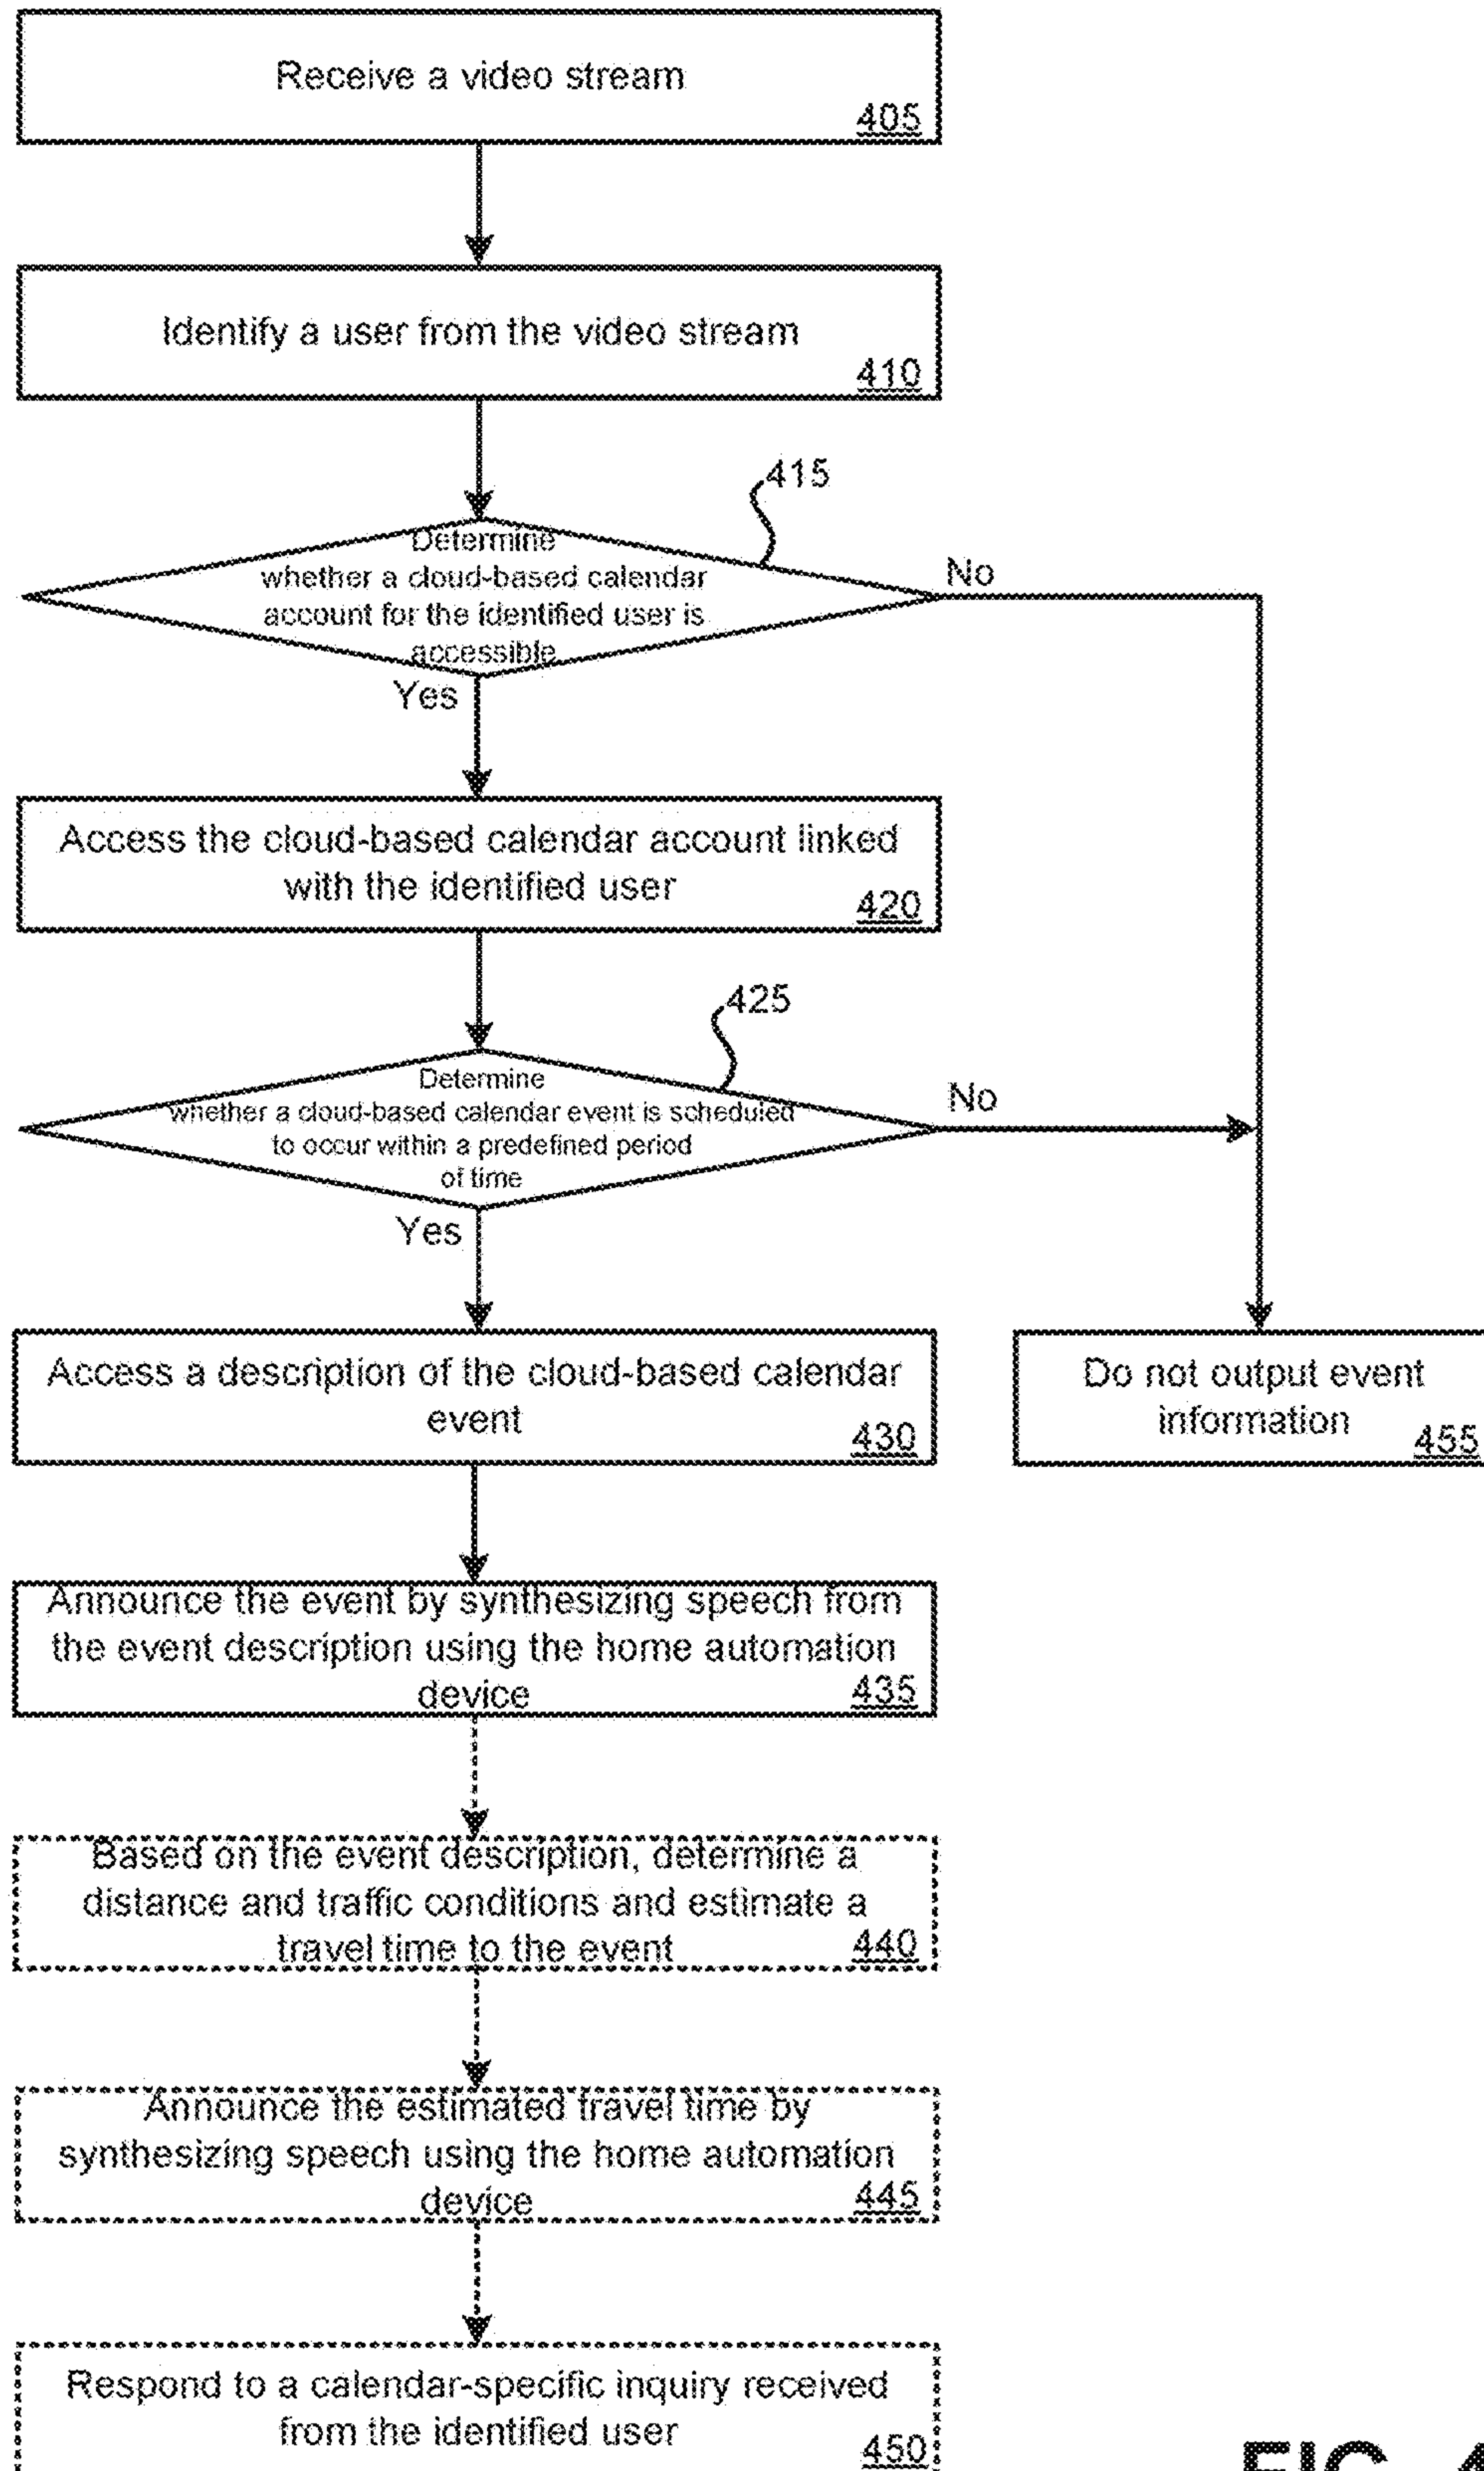 Receive a video stream
405
Identify a user from the video stream
410
415
Determine
whether a cloud-based calendar
account for the identified user is
accessible
No
Yes
Access the cloud-based calendar account linked
with the identified user
420
425
Determine
whether a cloud-based calendar event is scheduled
to occur within a predefined period
of time
No
Yes
Access a description of the cloud-based calendar
event
430
Do not output event
information
455
Announce the event by synthesizing speech from
the event description using the home automation
device
435
Based on the event description, determine a
distance and traffic conditions and estimate a
travel time to the event
440
Announce the estimated travel time by
synthesizing speech using the home automation
device
445
Respond to a calendar-specific inquiry received
from the identified user
450
FIG. 4